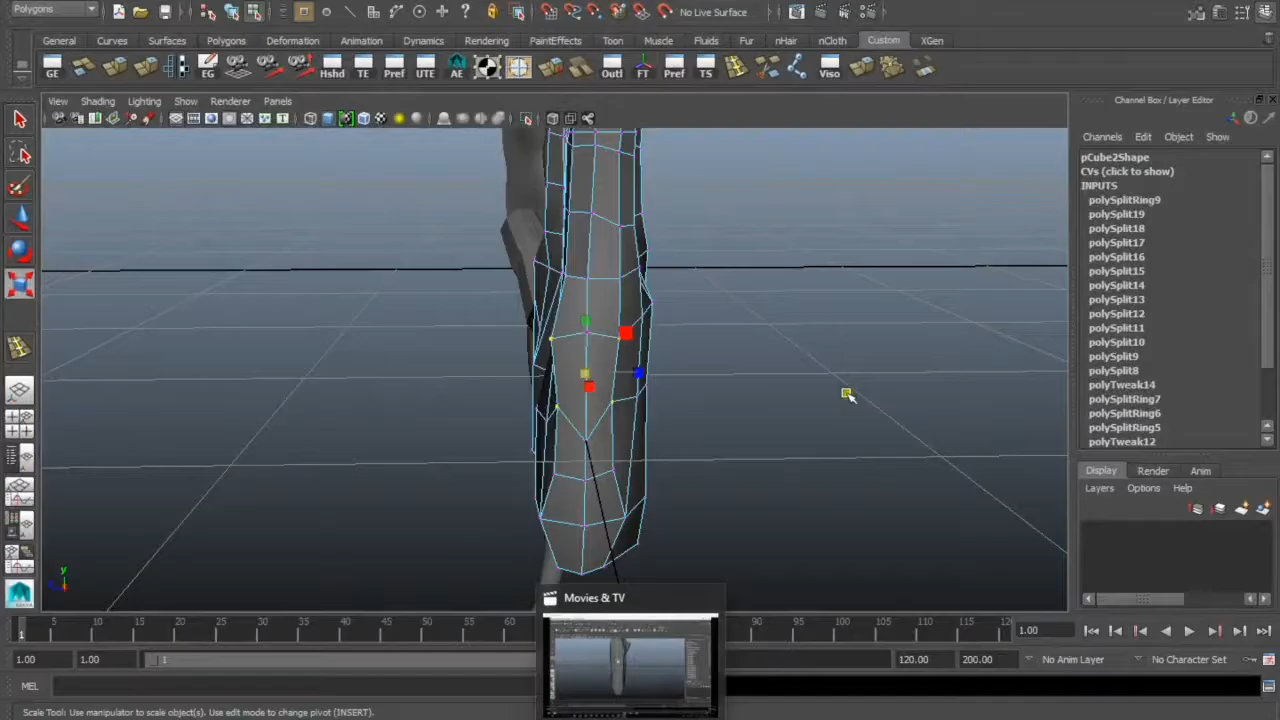 Polygons
No Live Surface
General Curves Surfaces Polygons Deformation Animation Dynamics Rendering PaintEffects Toon Muscle Fluids Fur nHair nCloth Custom XGen
GE EG Hshd TE Pref UTE AE Outl FT Pref TS Viso
View Shading Lighting Show Renderer Panels
Channel Box / Layer Editor
Channels Edit Object Show
pCube2Shape
CVs (click to show)
INPUTS
polySplitRing9
polySplit19
polySplit18
polySplit17
polySplit16
polySplit15
polySplit14
polySplit13
polySplit12
polySplit11
polySplit10
polySplit9
polySplit8
polyTweak14
polySplitRing7
polySplitRing6
polySplitRing5
polyTweak12
Display Render Anim
Layers Options Help
y
Movies & TV
1 5 10 15 20 25 30 35 40 45 50 55 60 90 95 100 105 110 115 12
1.00
1.00 1.00 1 120.00 200.00 No Anim Layer No Character Set
MEL
Scale Tool: Use manipulator to scale object(s). Use edit mode to change pivot (INSERT).